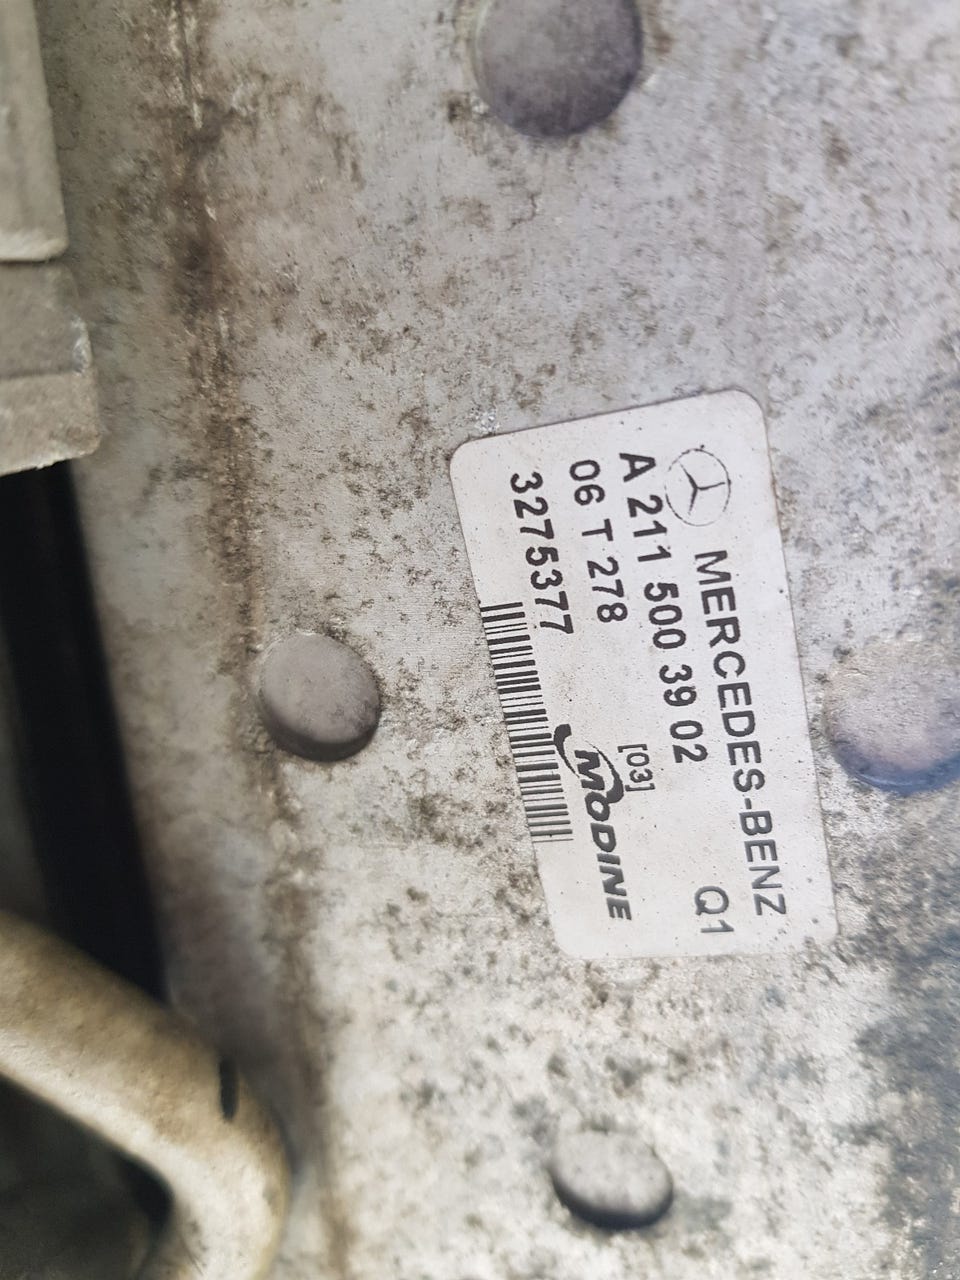 MERCEDES-BENZ
A 211 500 39 02 Q1
06 T 278 [03]
3275377 MODINE